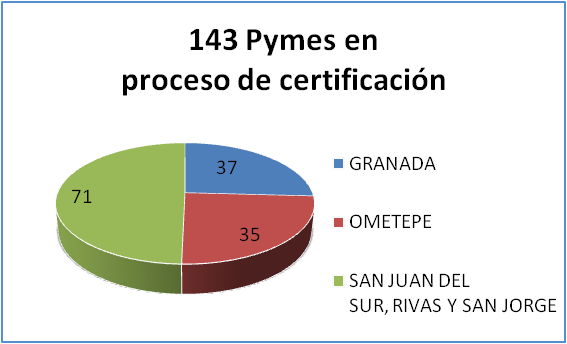 143 Pymes en
proceso de certificación
37
71
35
GRANADA
OMETEPE
SAN JUAN DEL
SUR, RIVAS Y SAN JORGE